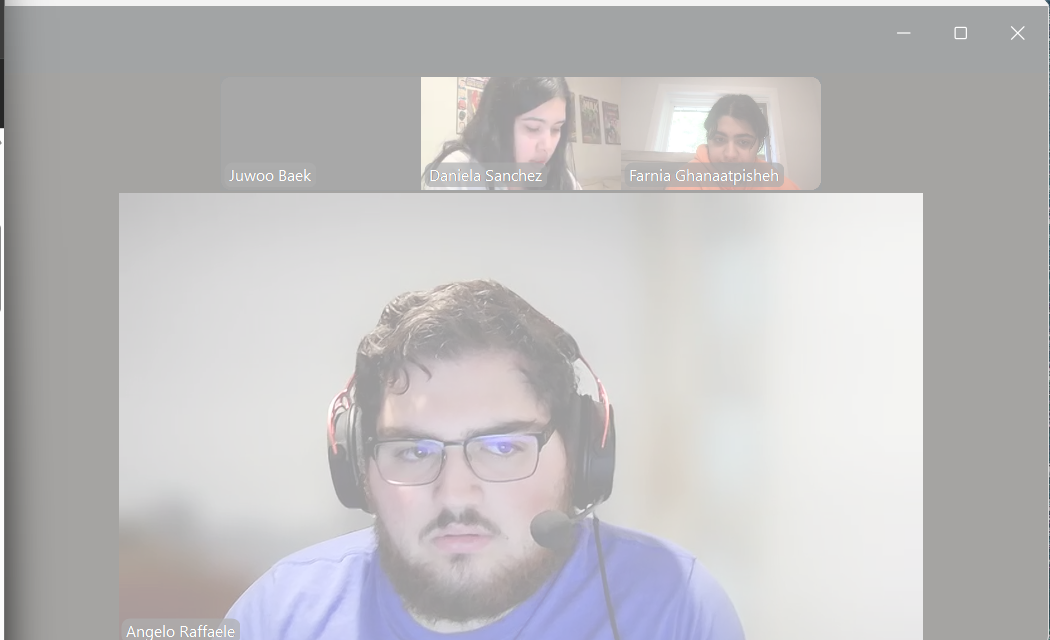 Juwoo Baek
Daniela Sanchez
Farnia Ghanaatpisheh
Angelo Raffaele